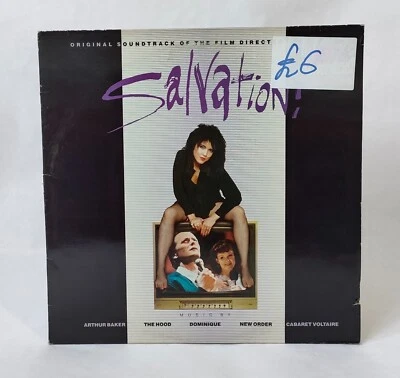 ORIGINAL SOUNDTRACK OF THE FILM DIRECT
£6
Salvation!
MUSIC BY
ARTHUR BAKER THE HOOD DOMINIQUE NEW ORDER CABARET VOLTAIRE